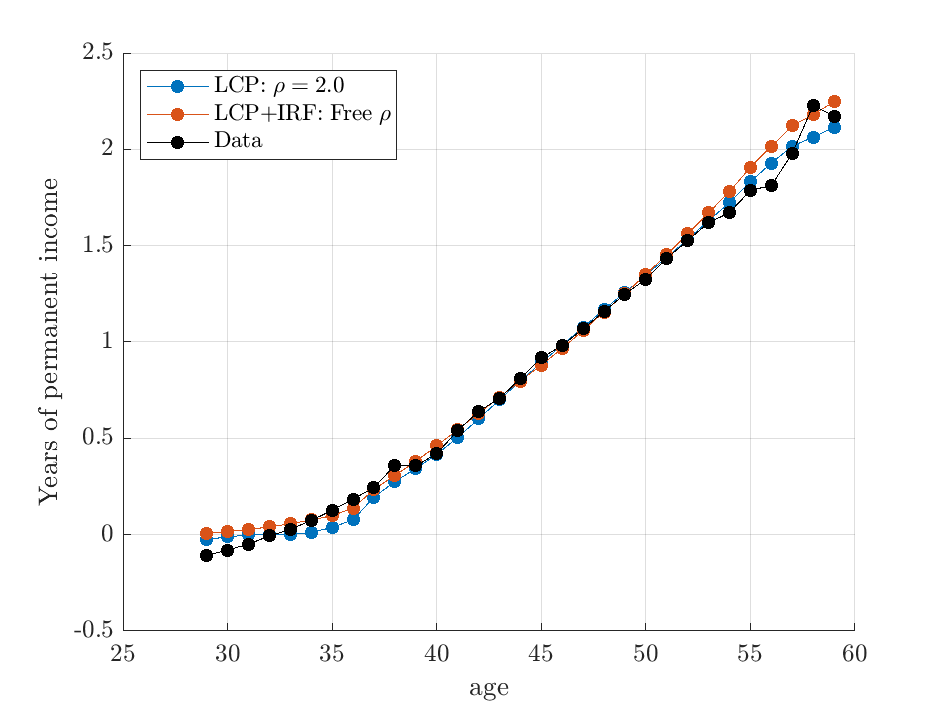 2.5
2
1.5
1
0.5
0
-0.5
25 30 35 40 45 50 55 60
age
Years of permanent income
LCP: ρ = 2.0
LCP+IRF: Free ρ
Data